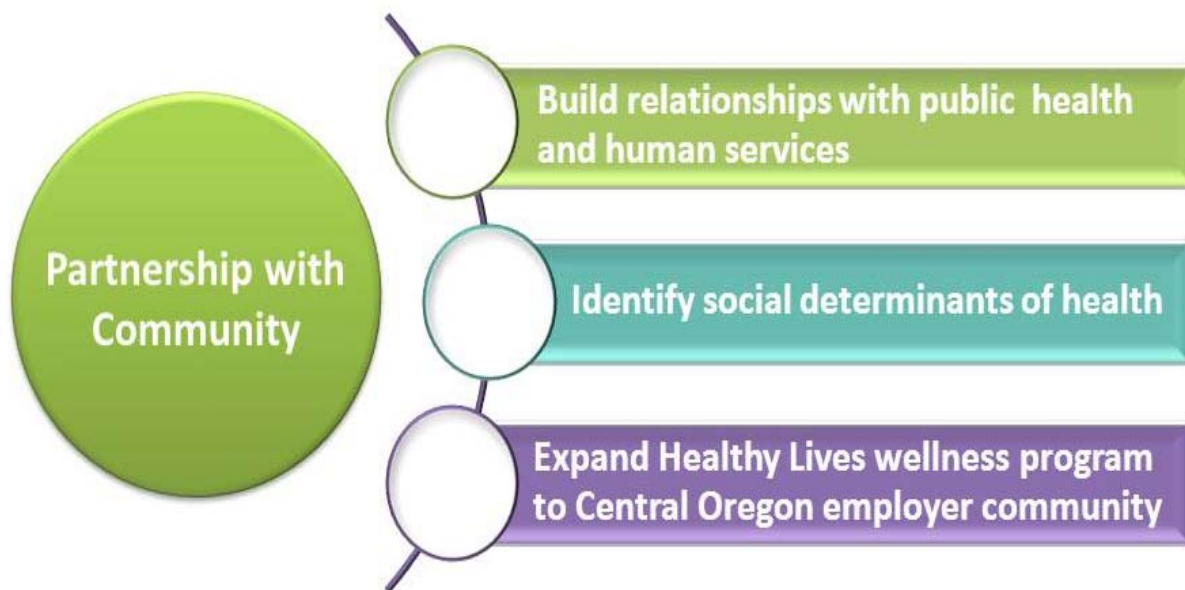 Partnership with
Community
Build relationships with public health
and human services
Identify social determinants of health
Expand Healthy Lives wellness program
to Central Oregon employer community